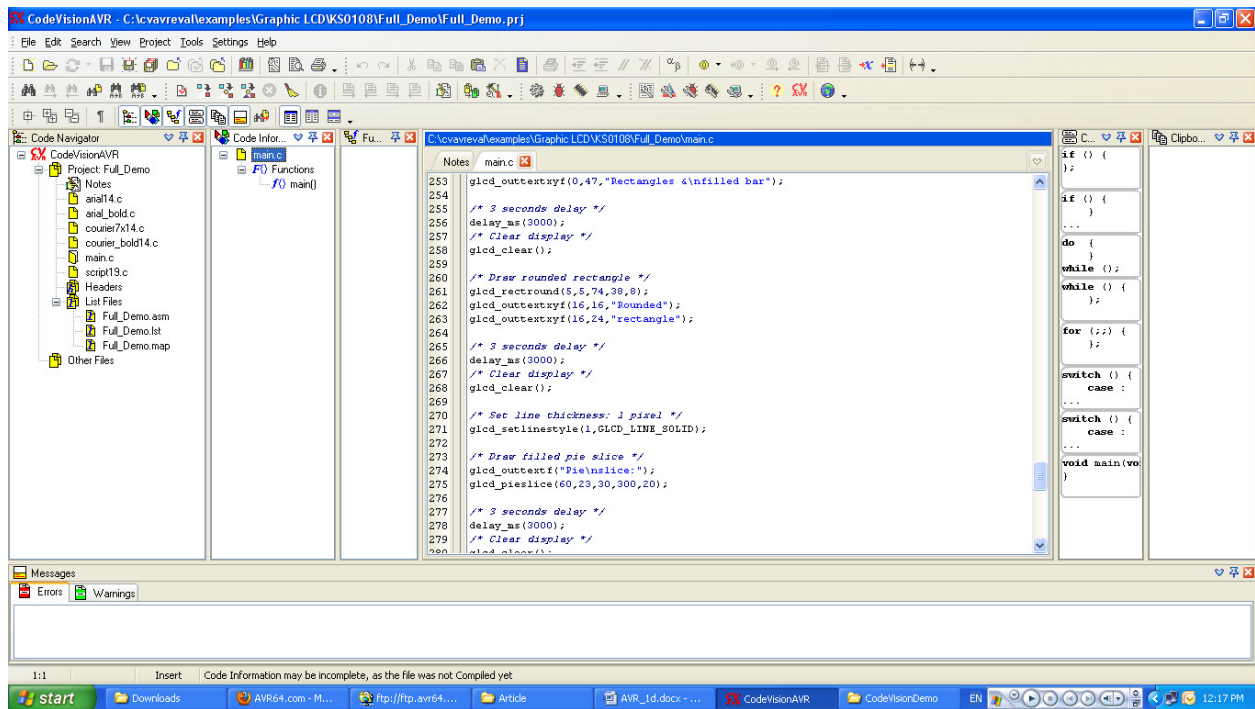 CodeVisionAVR - C:\cvavreval\examples\Graphic LCD\KS0108\Full_Demo\Full_Demo.prj
File Edit Search View Project Tools Settings Help
Code Navigator
CodeVisionAVR
Project: Full_Demo
Notes
arial14.c
arial_bold.c
courier7x14.c
courier_bold14.c
main.c
script19.c
Headers
List Files
Full_Demo.asm
Full_Demo.lst
Full_Demo.map
Other Files
Code Infor...
main.c
Functions
main()
Fu...
C:\cvavreval\examples\Graphic LCD\KS0108\Full_Demo\main.c
Notes main.c
253 glcd_outtextxyf(0,47,"Rectangles &\nfilled bar");
254
255 /* 3 seconds delay */
256 delay_ms(3000);
257 /* Clear display */
258 glcd_clear();
259
260 /* Draw rounded rectangle */
261 glcd_rectround(5,5,74,38,8);
262 glcd_outtextxyf(16,16,"Rounded");
263 glcd_outtextxyf(16,24,"rectangle");
264
265 /* 3 seconds delay */
266 delay_ms(3000);
267 /* Clear display */
268 glcd_clear();
269
270 /* Set line thickness: 1 pixel */
271 glcd_setlinestyle(1,GLCD_LINE_SOLID);
272
273 /* Draw filled pie slice */
274 glcd_outtextf("Pie\nslice:");
275 glcd_pieslice(60,23,30,300,20);
276
277 /* 3 seconds delay */
278 delay_ms(3000);
279 /* Clear display */
280 glcd_clear();
C...
if () {
};
if () {
}
...
do {
}
while ();
while () {
};
for (;;) {
};
switch () {
case :
...
switch () {
case :
...
void main(vo
}
Clipbo...
Messages
Errors Warnings
1:1 Insert Code Information may be incomplete, as the file was not Compiled yet
start Downloads AVR64.com - M... ftp://ftp.avr64.... Article AVR_1d.docx - ... CodeVisionAVR CodeVisionDemo EN 12:17 PM